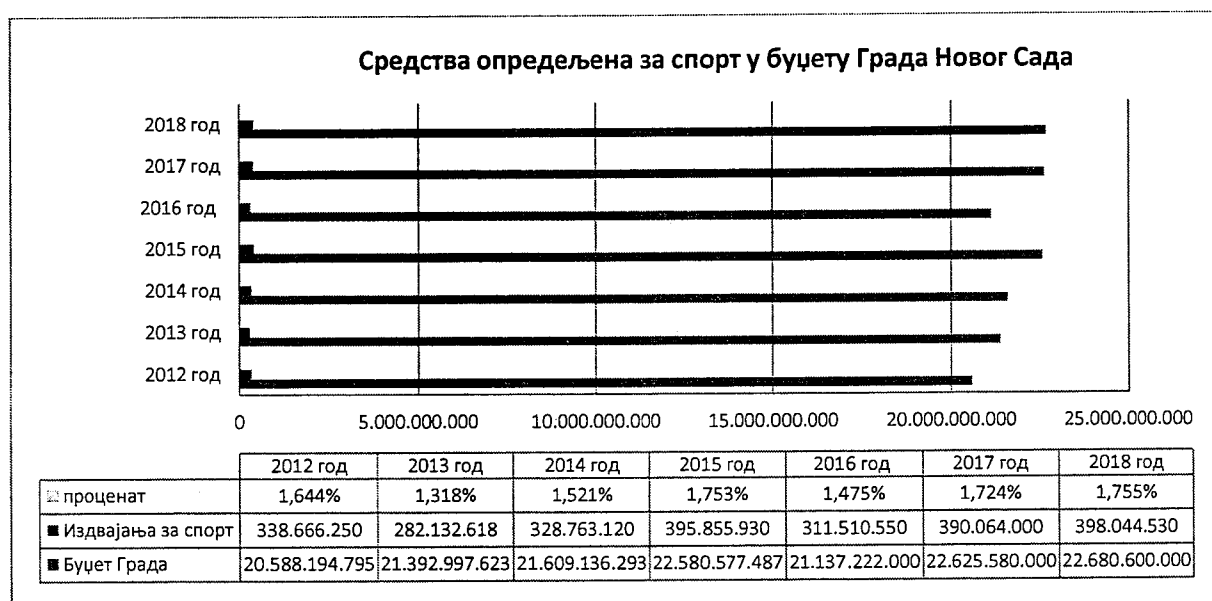 Средства опредељена за спорт у буџету Града Новог Сада
2018 год
2017 год
2016 год
2015 год
2014 год
2013 год
2012 год
0 5.000.000.000 10.000.000.000 15.000.000.000 20.000.000.000 25.000.000.000
2012 год 2013 год 2014 год 2015 год 2016 год 2017 год 2018 год
проценат 1,644% 1,318% 1,521% 1,753% 1,475% 1,724% 1,755%
Издвајања за спорт 338.666.250 282.132.618 328.763.120 395.855.930 311.510.550 390.064.000 398.044.530
Буџет Града 20.588.194.795 21.392.997.623 21.609.136.293 22.580.577.487 21.137.222.000 22.625.580.000 22.680.600.000